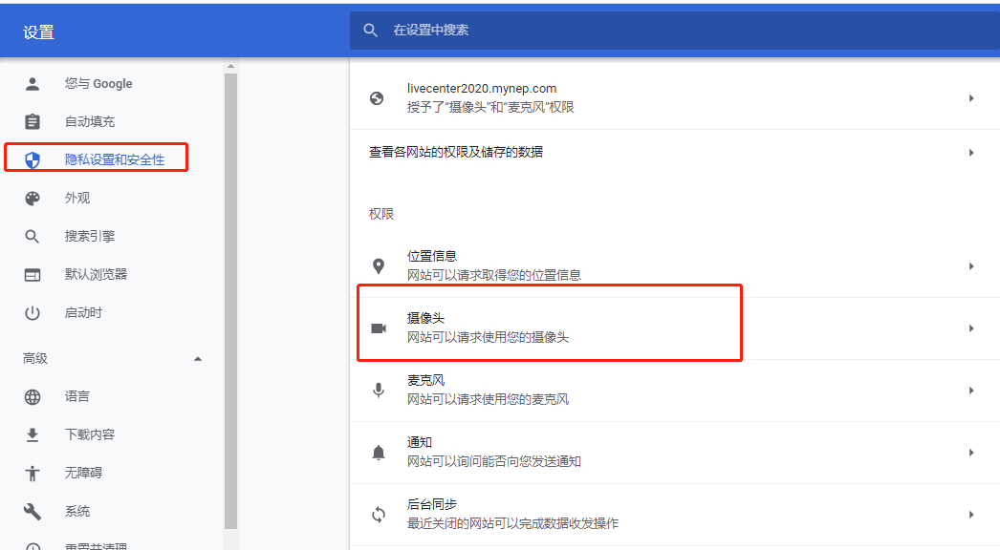 设置
在设置中搜索
您与 Google
自动填充
隐私设置和安全性
外观
搜索引擎
默认浏览器
启动时
高级
语言
下载内容
无障碍
系统
重置并清理
livecenter2020.mynep.com
授予了“摄像头”和“麦克风”权限
查看各网站的权限及储存的数据
权限
位置信息
网站可以请求取得您的位置信息
摄像头
网站可以请求使用您的摄像头
麦克风
网站可以请求使用您的麦克风
通知
网站可以询问能否向您发送通知
后台同步
最近关闭的网站可以完成数据收发操作